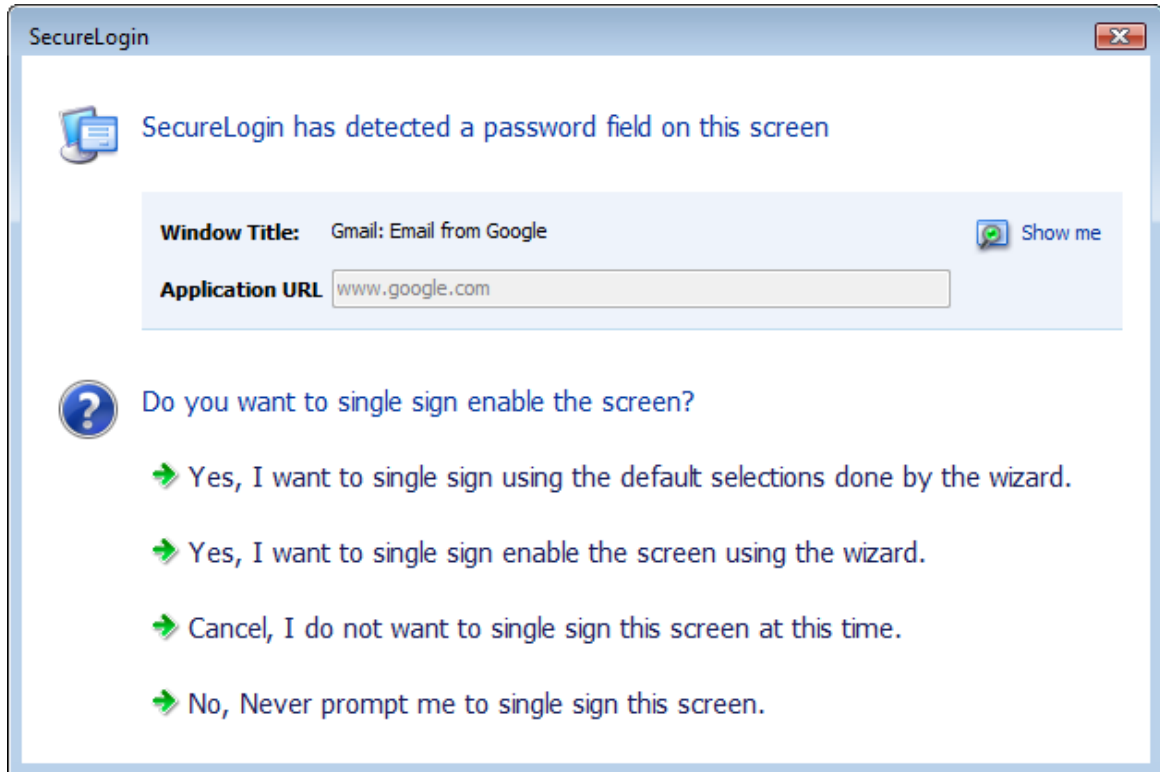 SecureLogin
SecureLogin has detected a password field on this screen
Window Title: Gmail: Email from Google Show me
Application URL www.google.com
Do you want to single sign enable the screen?
Yes, I want to single sign using the default selections done by the wizard.
Yes, I want to single sign enable the screen using the wizard.
Cancel, I do not want to single sign this screen at this time.
No, Never prompt me to single sign this screen.